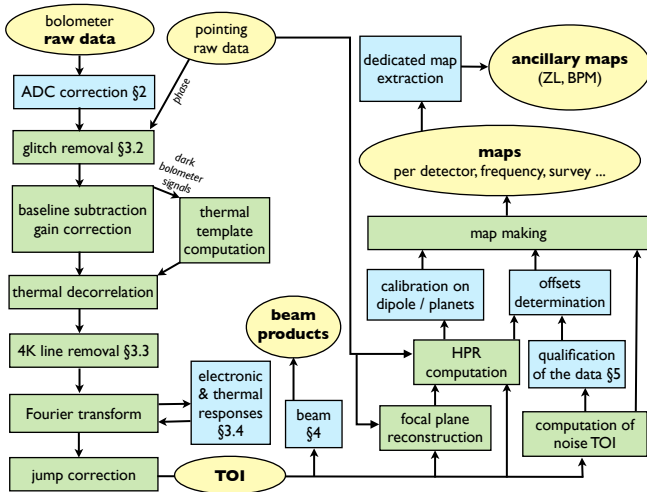 bolometer
raw data
ADC correction §2
glitch removal §3.2
baseline subtraction
gain correction
thermal decorrelation
4K line removal §3.3
Fourier transform
jump correction
pointing
raw data
phase
dark
bolometer
signals
thermal
template
computation
electronic
& thermal
responses
§3.4
TOI
beam
products
beam
§4
dedicated map
extraction
ancillary maps
(ZL, BPM)
maps
per detector, frequency, survey ...
map making
calibration on
dipole / planets
offsets
determination
HPR
computation
qualification
of the data §5
focal plane
reconstruction
computation of
noise TOI